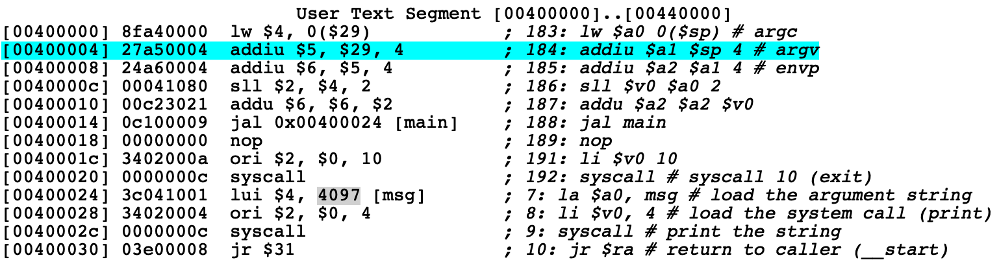 User Text Segment [00400000]..[00440000]
[00400000] 8fa40000  lw $4, 0($29)            ; 183: lw $a0 0($sp) # argc
[00400004] 27a50004  addiu $5, $29, 4         ; 184: addiu $a1 $sp 4 # argv
[00400008] 24a60004  addiu $6, $5, 4          ; 185: addiu $a2 $a1 4 # envp
[0040000c] 00041080  sll $2, $4, 2            ; 186: sll $v0 $a0 2
[00400010] 00c23021  addu $6, $6, $2          ; 187: addu $a2 $a2 $v0
[00400014] 0c100009  jal 0x00400024 [main]    ; 188: jal main
[00400018] 00000000  nop                      ; 189: nop
[0040001c] 3402000a  ori $2, $0, 10           ; 191: li $v0 10
[00400020] 0000000c  syscall                  ; 192: syscall # syscall 10 (exit)
[00400024] 3c041001  lui $4, 4097 [msg]       ; 7: la $a0, msg # load the argument string
[00400028] 34020004  ori $2, $0, 4            ; 8: li $v0, 4 # load the system call (print)
[0040002c] 0000000c  syscall                  ; 9: syscall # print the string
[00400030] 03e00008  jr $31                   ; 10: jr $ra # return to caller (__start)